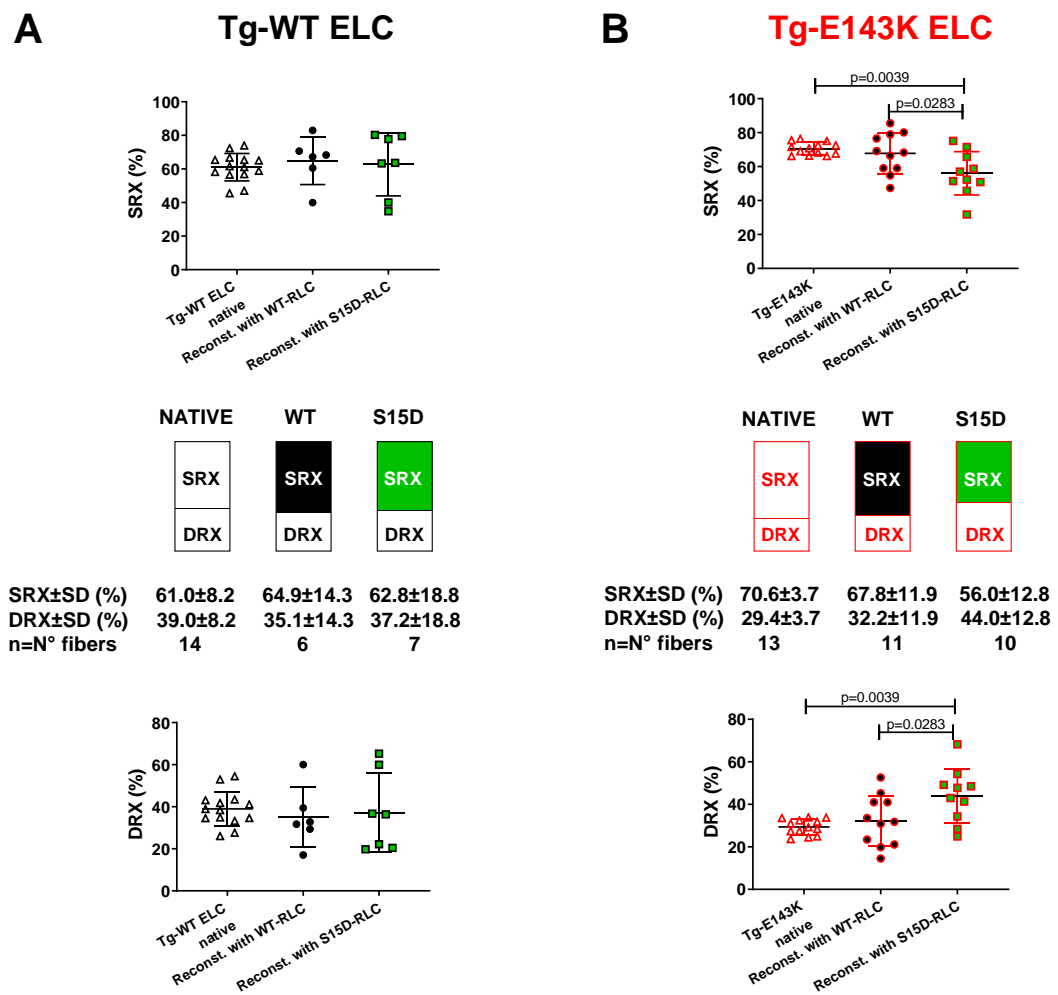 A
Tg-WT ELC
100
80
60
40
20
0
SRX (%)
Tg-WT ELC
native
Reconst. with WT-RLC
Reconst. with S15D-RLC
NATIVE WT S15D
SRX SRX SRX
DRX DRX DRX
SRX±SD (%) 61.0±8.2 64.9±14.3 62.8±18.8
DRX±SD (%) 39.0±8.2 35.1±14.3 37.2±18.8
n=N° fibers 14 6 7
80
60
40
20
0
DRX (%)
Tg-WT ELC
native
Reconst. with WT-RLC
Reconst. with S15D-RLC
B
Tg-E143K ELC
p=0.0039
p=0.0283
100
80
60
40
20
0
SRX (%)
Tg-E143K
native
Reconst. with WT-RLC
Reconst. with S15D-RLC
NATIVE WT S15D
SRX SRX SRX
DRX DRX DRX
SRX±SD (%) 70.6±3.7 67.8±11.9 56.0±12.8
DRX±SD (%) 29.4±3.7 32.2±11.9 44.0±12.8
n=N° fibers 13 11 10
p=0.0039
p=0.0283
80
60
40
20
0
DRX (%)
Tg-E143K
native
Reconst. with WT-RLC
Reconst. with S15D-RLC